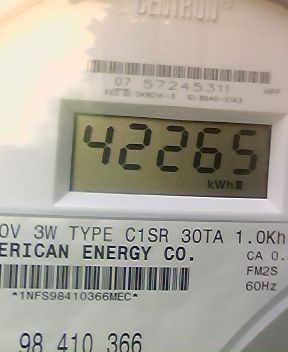 CENTRON®
07 57245311
42265
kWh
0V 3W TYPE C1SR 30TA 1.0Kh
ERICAN ENERGY CO.
CA 0.
FM2S
*1NFS98410366MEC*
60Hz
98 410 366